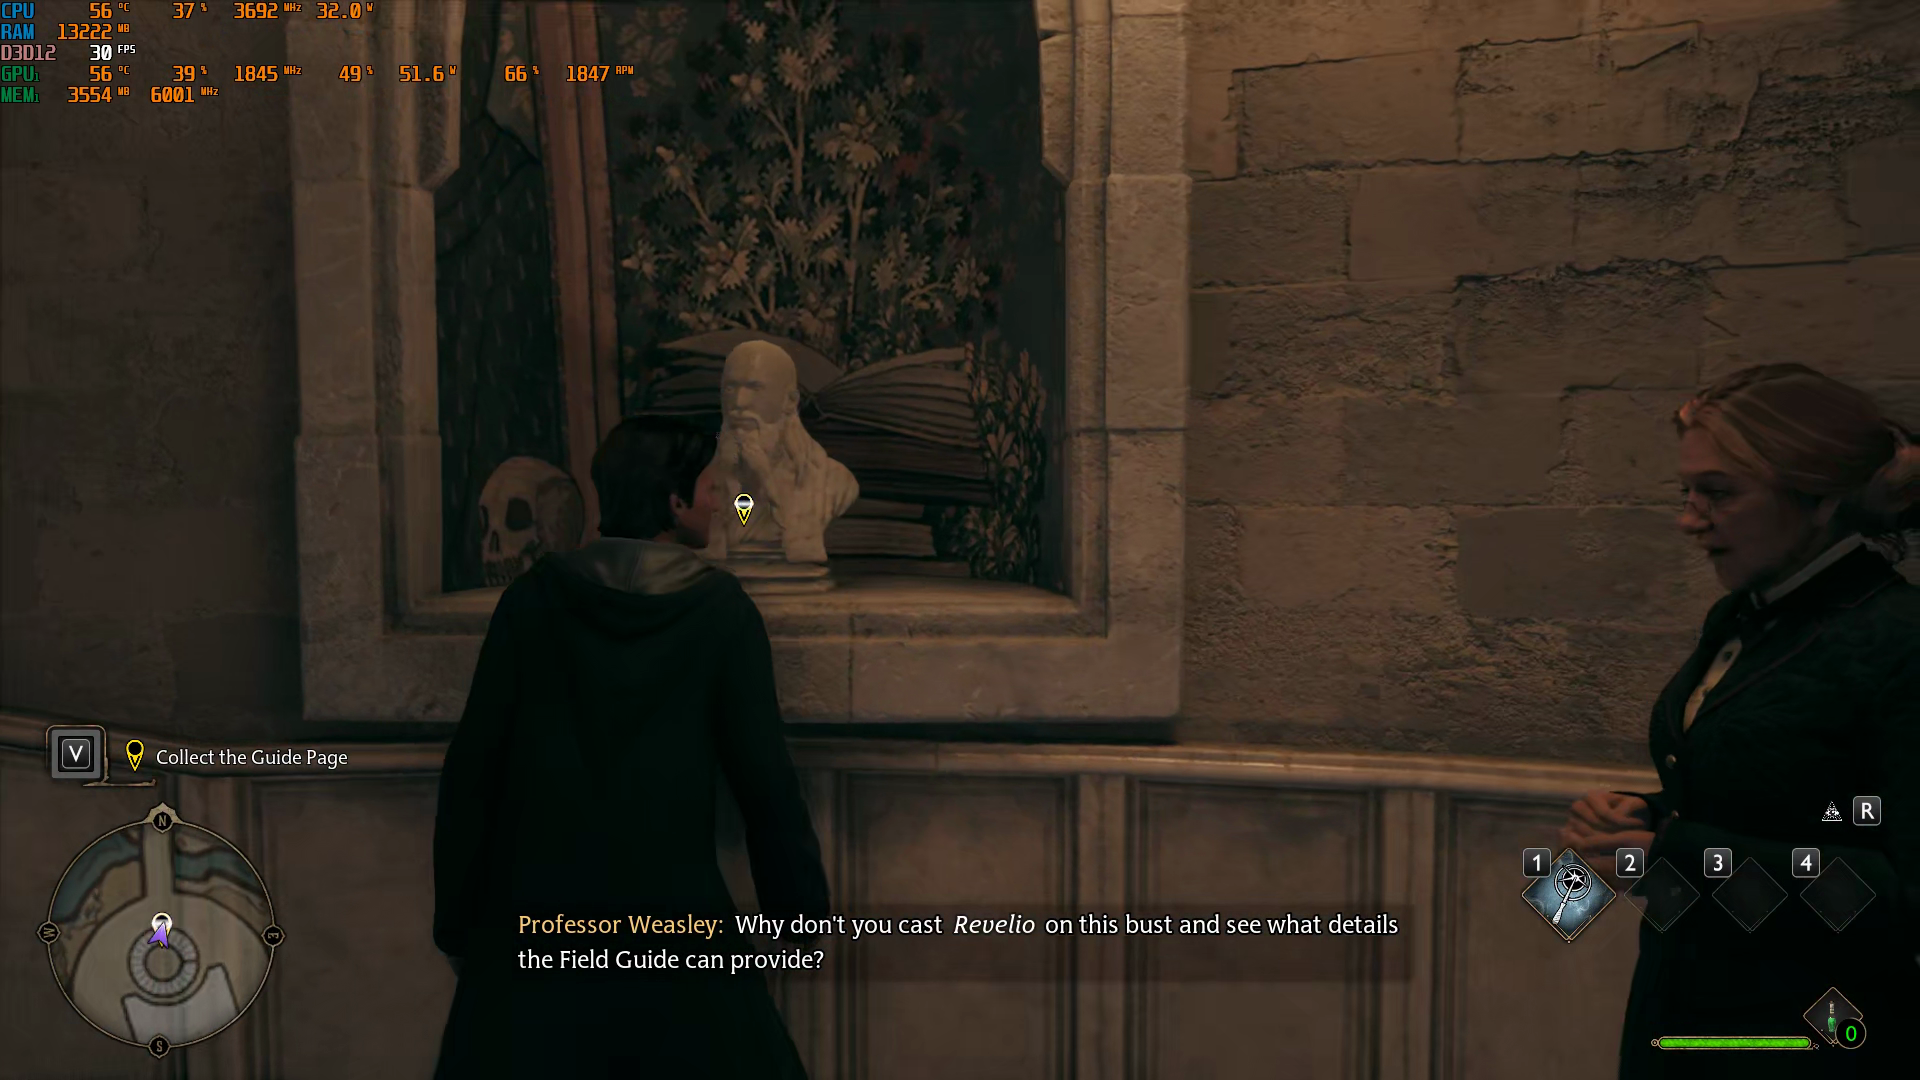 CPU 56 °C 37 % 3692 MHz 32.0 W
RAM 13222 MB
D3D12 30 FPS
GPU1 56 °C 39 % 1845 MHz 49 % 51.6 W 66 % 1847 RPM
MEM1 3554 MB 6001 MHz
V Collect the Guide Page
N
W E
S
R
1 2 3 4
Professor Weasley: Why don't you cast Revelio on this bust and see what details
the Field Guide can provide?
0